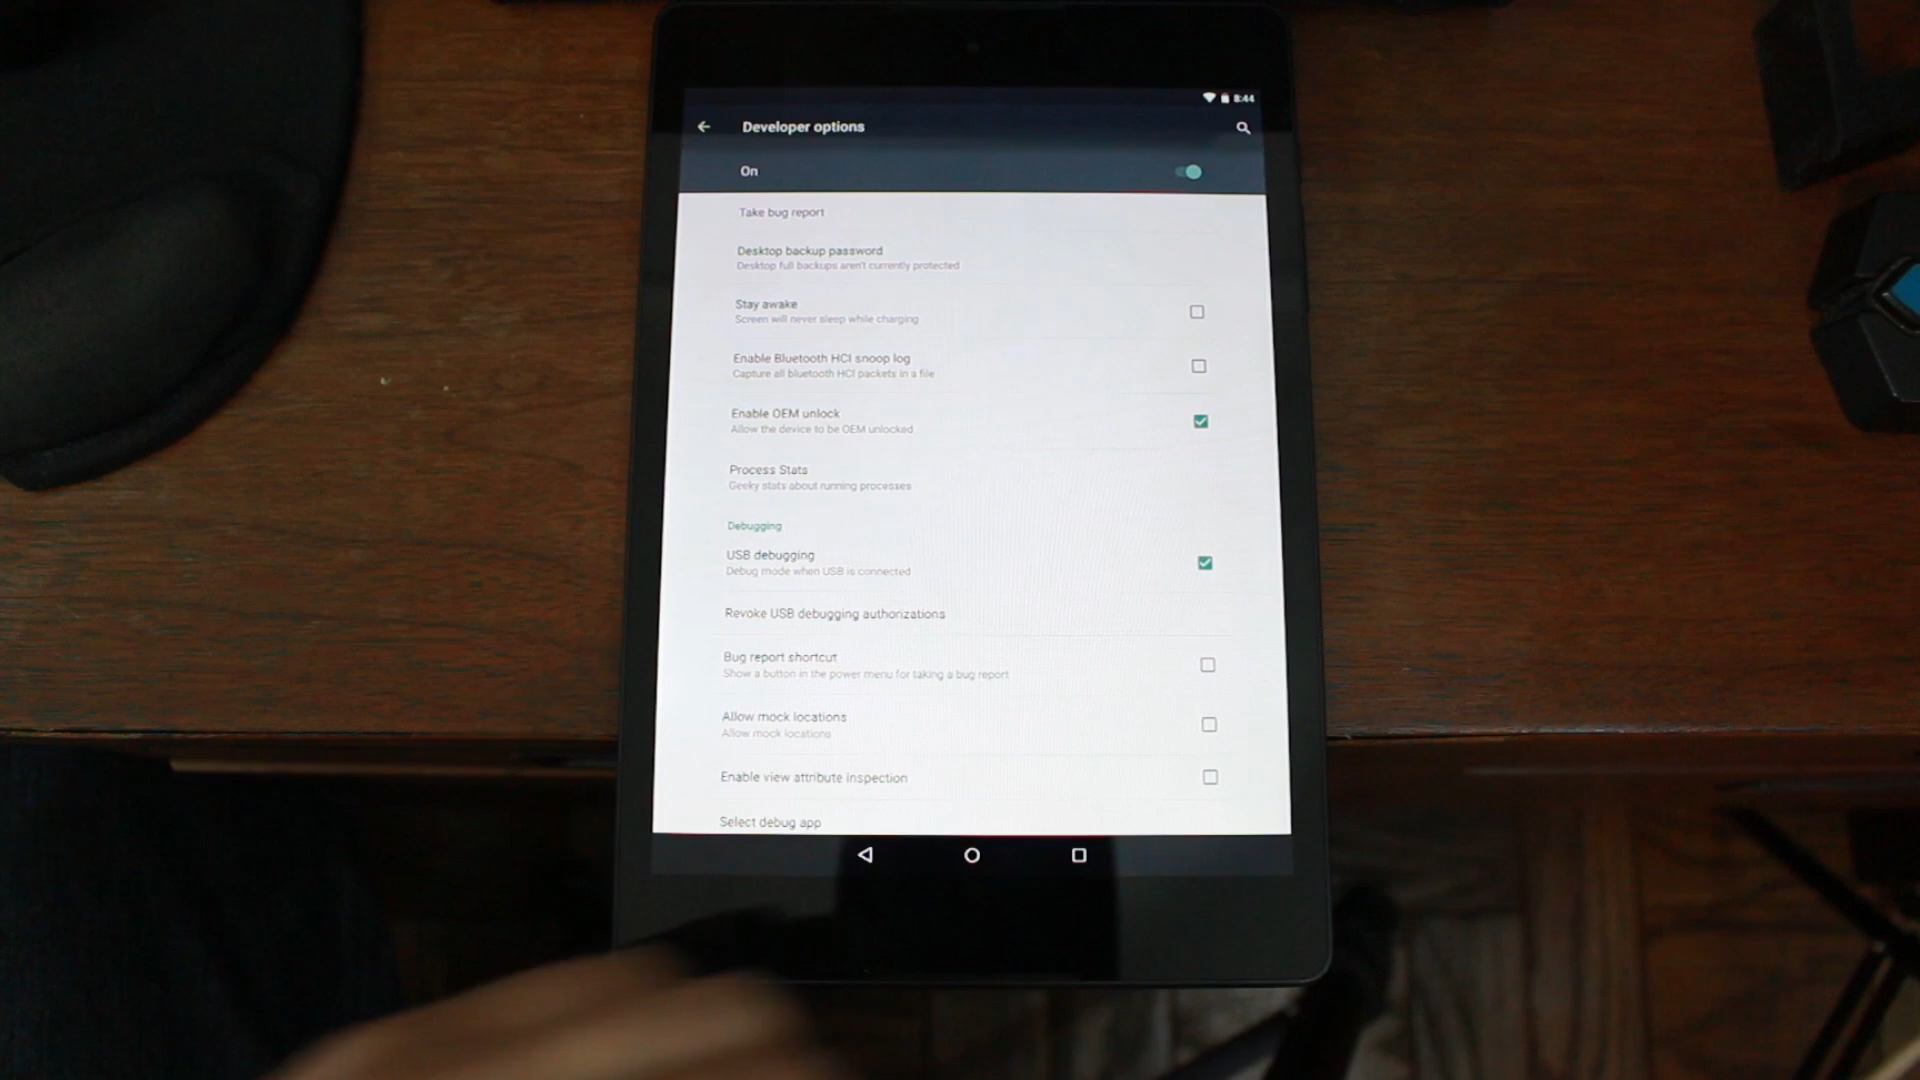 8:44
Developer options
On
Take bug report
Desktop backup password
Desktop full backups aren't currently protected
Stay awake
Screen will never sleep while charging
Enable Bluetooth HCI snoop log
Capture all bluetooth HCI packets in a file
Enable OEM unlock
Allow the device to be OEM unlocked
Process Stats
Geeky stats about running processes
Debugging
USB debugging
Debug mode when USB is connected
Revoke USB debugging authorizations
Bug report shortcut
Show a button in the power menu for taking a bug report
Allow mock locations
Allow mock locations
Enable view attribute inspection
Select debug app